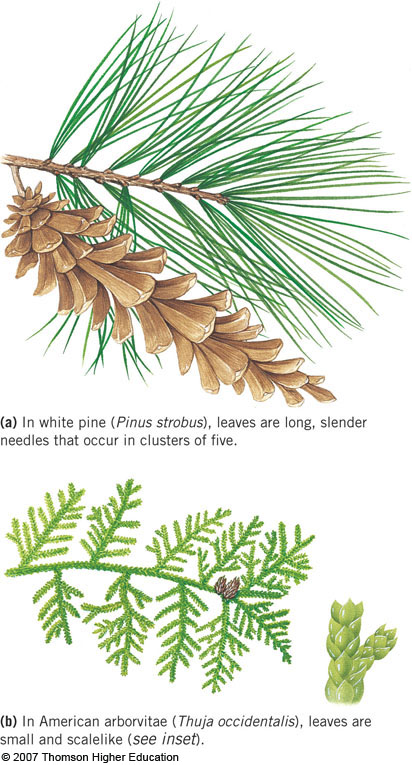 (a) In white pine (Pinus strobus), leaves are long, slender
needles that occur in clusters of five.
(b) In American arborvitae (Thuja occidentalis), leaves are
small and scalelike (see inset).
© 2007 Thomson Higher Education